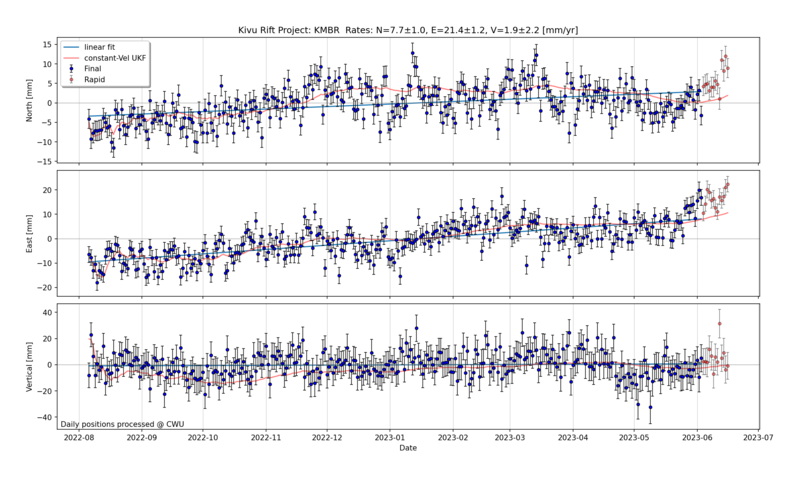 Kivu Rift Project: KMBR Rates: N=7.7±1.0, E=21.4±1.2, V=1.9±2.2 [mm/yr]
linear fit
constant-Vel UKF
Final
Rapid
North [mm]
15
10
5
0
−5
−10
−15
East [mm]
20
10
0
−10
−20
Vertical [mm]
40
20
0
−20
−40
Daily positions processed @ CWU
2022-08 2022-09 2022-10 2022-11 2022-12 2023-01 2023-02 2023-03 2023-04 2023-05 2023-06 2023-07
Date